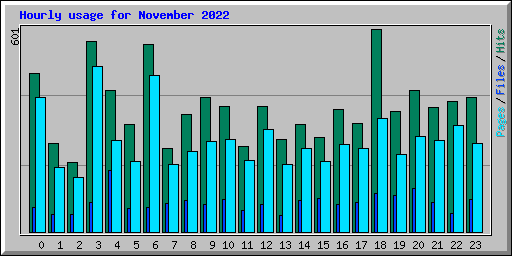 Hourly usage for November 2022
601
Pages/Files/Hits
0 1 2 3 4 5 6 7 8 9 10 11 12 13 14 15 16 17 18 19 20 21 22 23